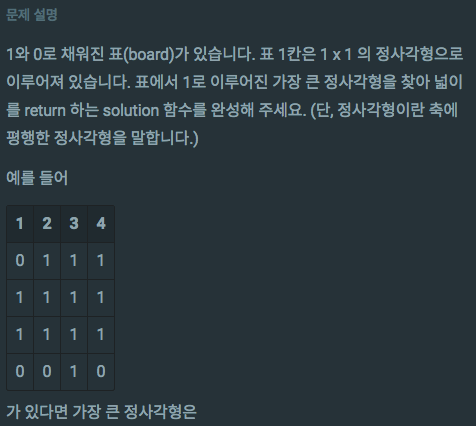 문제 설명
1와 0로 채워진 표(board)가 있습니다. 표 1칸은 1 x 1 의 정사각형으로
이루어져 있습니다. 표에서 1로 이루어진 가장 큰 정사각형을 찾아 넓이
를 return 하는 solution 함수를 완성해 주세요. (단, 정사각형이란 축에
평행한 정사각형을 말합니다.)
예를 들어
1 2 3 4
0 1 1 1
1 1 1 1
1 1 1 1
0 0 1 0
가 있다면 가장 큰 정사각형은